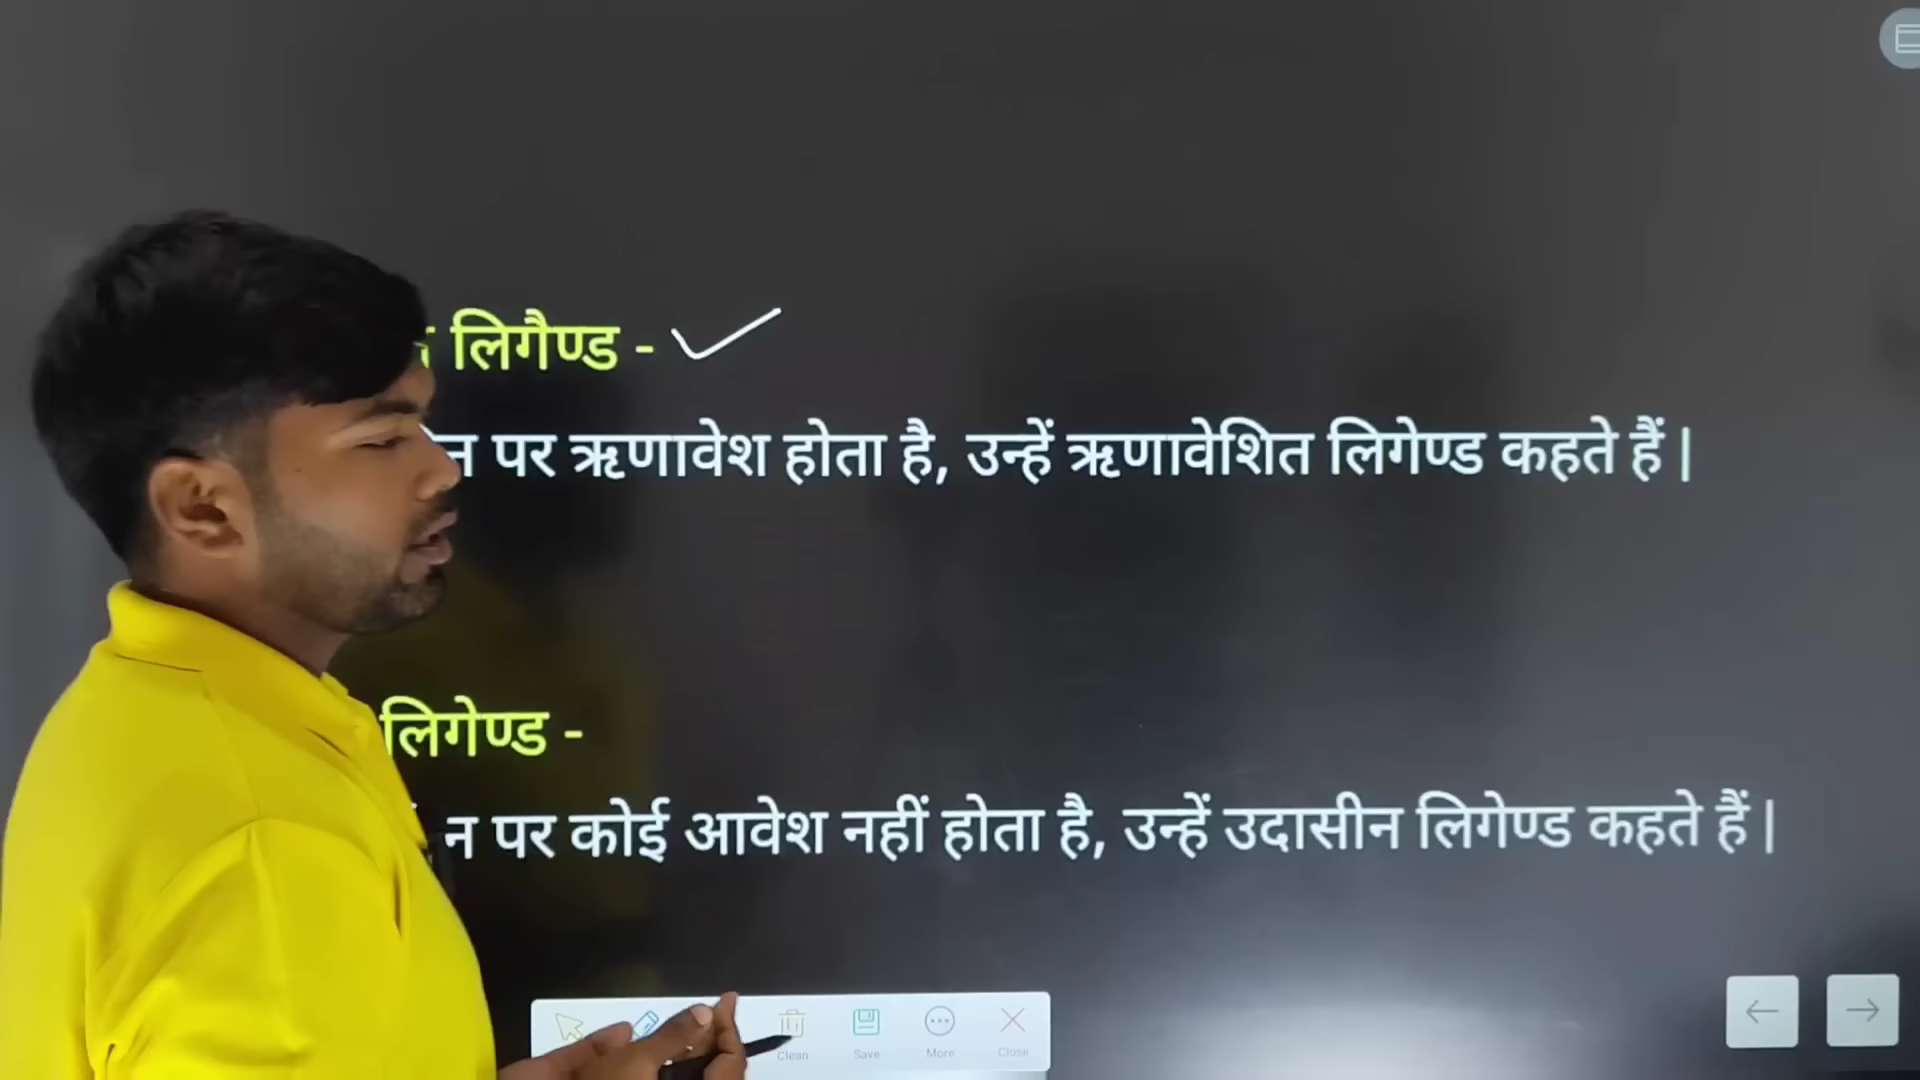 लिगैण्ड -
पर ऋणावेश होता है, उन्हें ऋणावेशित लिगेण्ड कहते हैं |
लिगेण्ड -
पर कोई आवेश नहीं होता है, उन्हें उदासीन लिगेण्ड कहते हैं |
Clean Save More Close